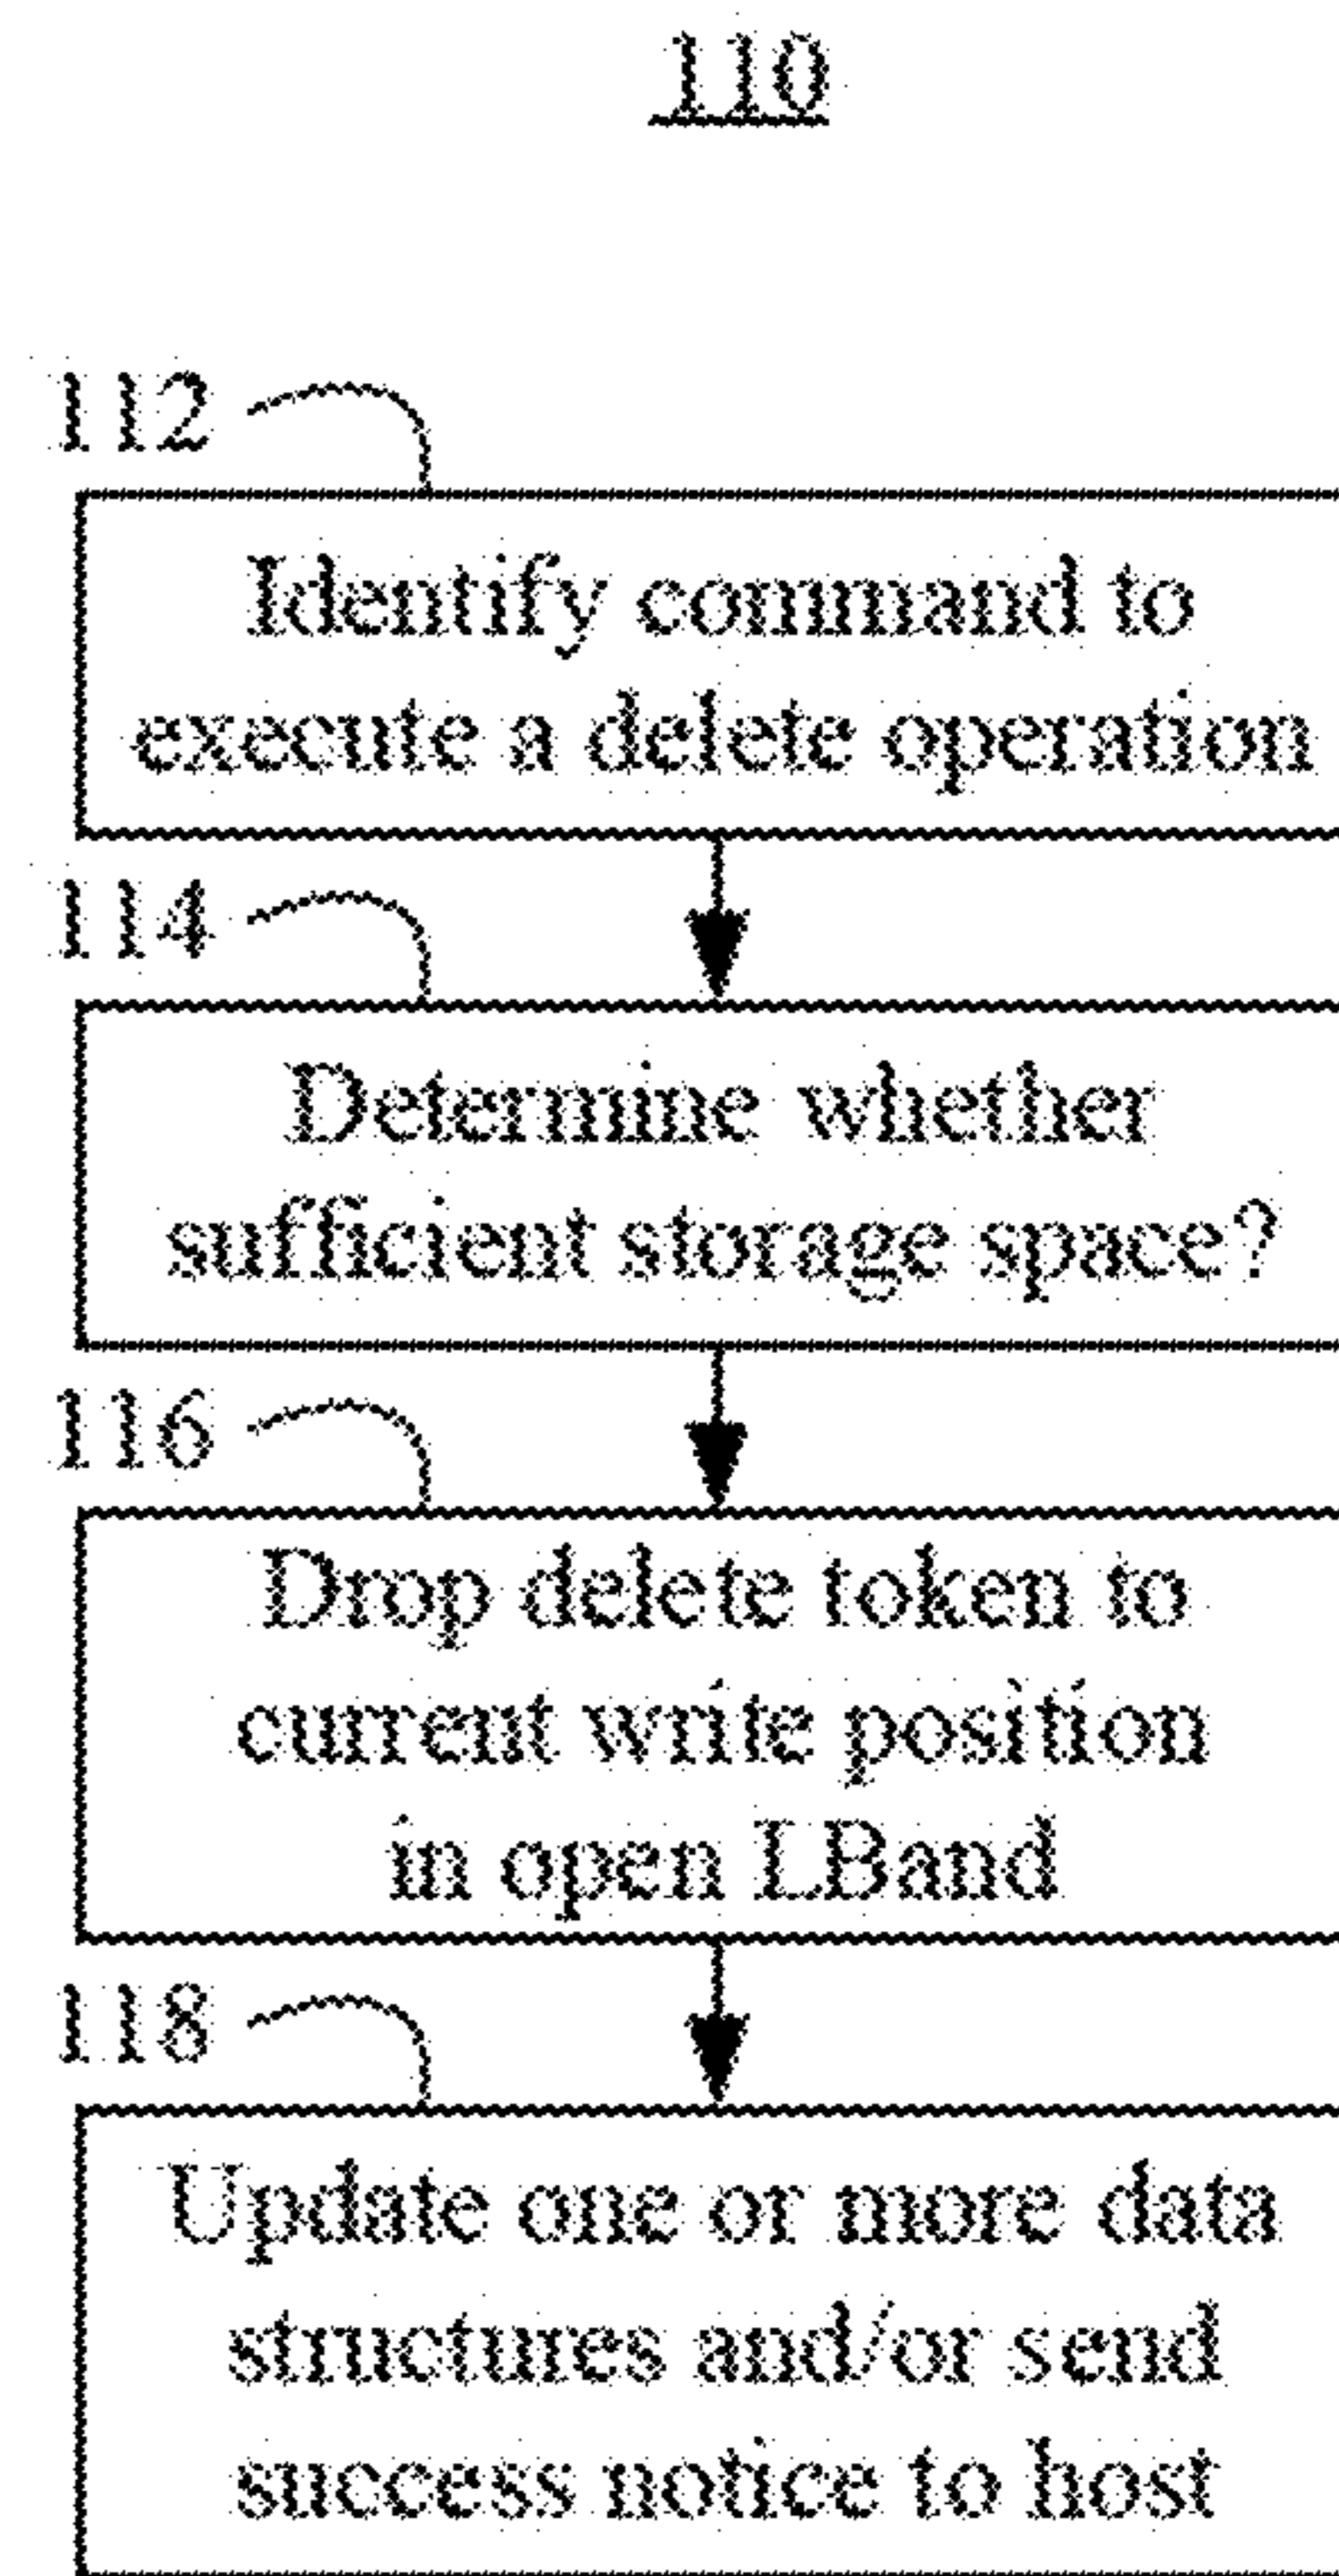 110
112
Identify command to
execute a delete operation
114
Determine whether
sufficient storage space?
116
Drop delete token to
current write position
in open LBand
118
Update one or more data
structures and/or send
success notice to host